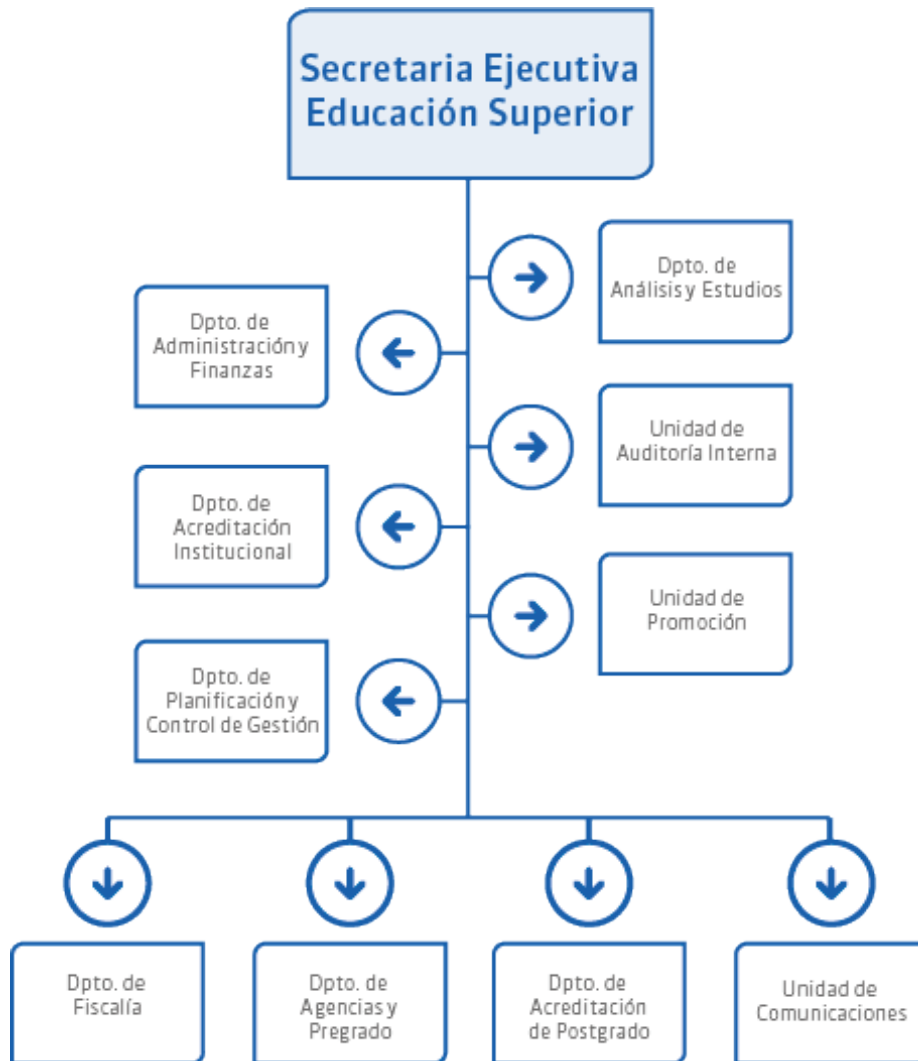 Secretaria Ejecutiva
Educación Superior
Dpto. de
Análisis y Estudios
Dpto. de
Administración y
Finanzas
Unidad de
Auditoría Interna
Dpto. de
Acreditación
Institucional
Unidad de
Promoción
Dpto. de
Planificación y
Control de Gestión
Dpto. de
Fiscalía
Dpto. de
Agencias y
Pregrado
Dpto. de
Acreditación
de Postgrado
Unidad de
Comunicaciones